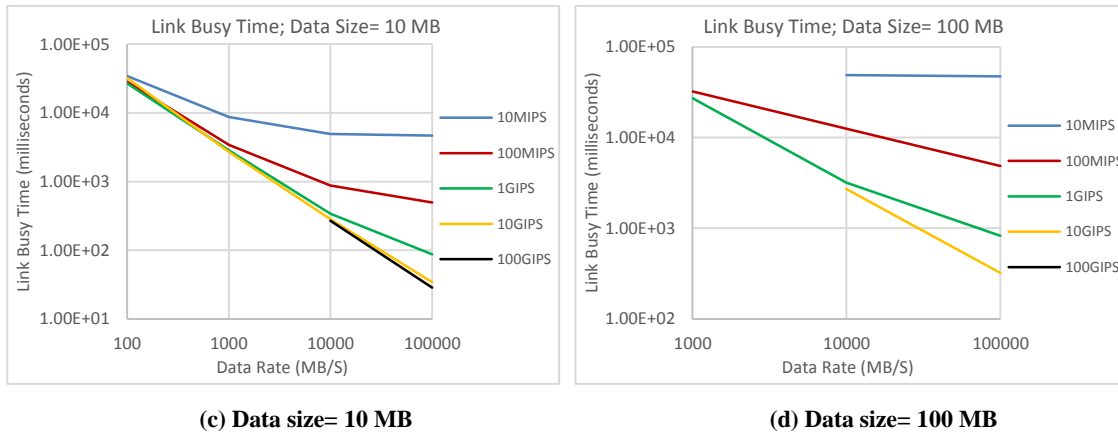 Link Busy Time; Data Size= 10 MB
Link Busy Time (milliseconds)
1.00E+05
1.00E+04
1.00E+03
1.00E+02
1.00E+01
100
1000
10000
100000
Data Rate (MB/S)
10MIPS
100MIPS
1GIPS
10GIPS
100GIPS
(c) Data size= 10 MB
Link Busy Time; Data Size= 100 MB
Link Busy Time (milliseconds)
1.00E+05
1.00E+04
1.00E+03
1.00E+02
1000
10000
100000
Data Rate (MB/S)
10MIPS
100MIPS
1GIPS
10GIPS
100GIPS
(d) Data size= 100 MB